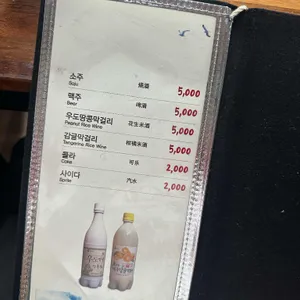 소주 烧酒 5,000
Soju
맥주 啤酒 5,000
Beer
우도땅콩막걸리 花生米酒 5,000
Peanut Rice Wine
감귤막걸리 柑橘米酒 5,000
Tangerine Rice Wine
콜라 可乐 2,000
Coke
사이다 汽水 2,000
Sprite